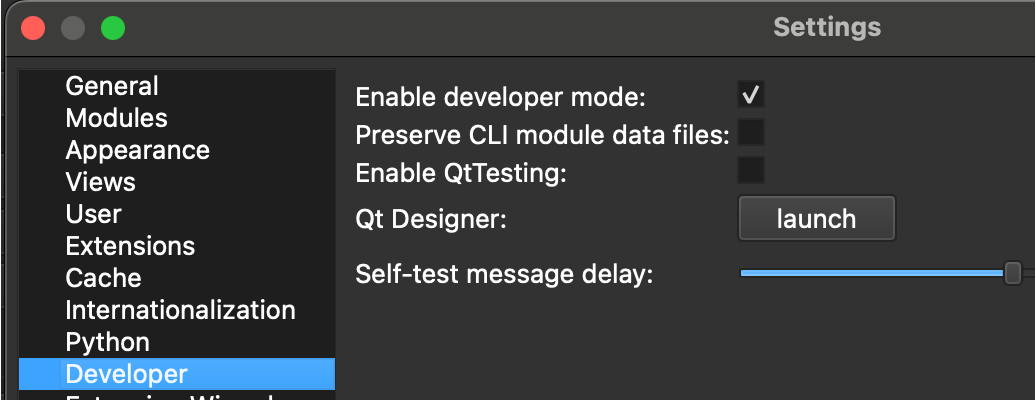 Settings
General
Modules
Appearance
Views
User
Extensions
Cache
Internationalization
Python
Developer
Enable developer mode:
Preserve CLI module data files:
Enable QtTesting:
Qt Designer:
launch
Self-test message delay: